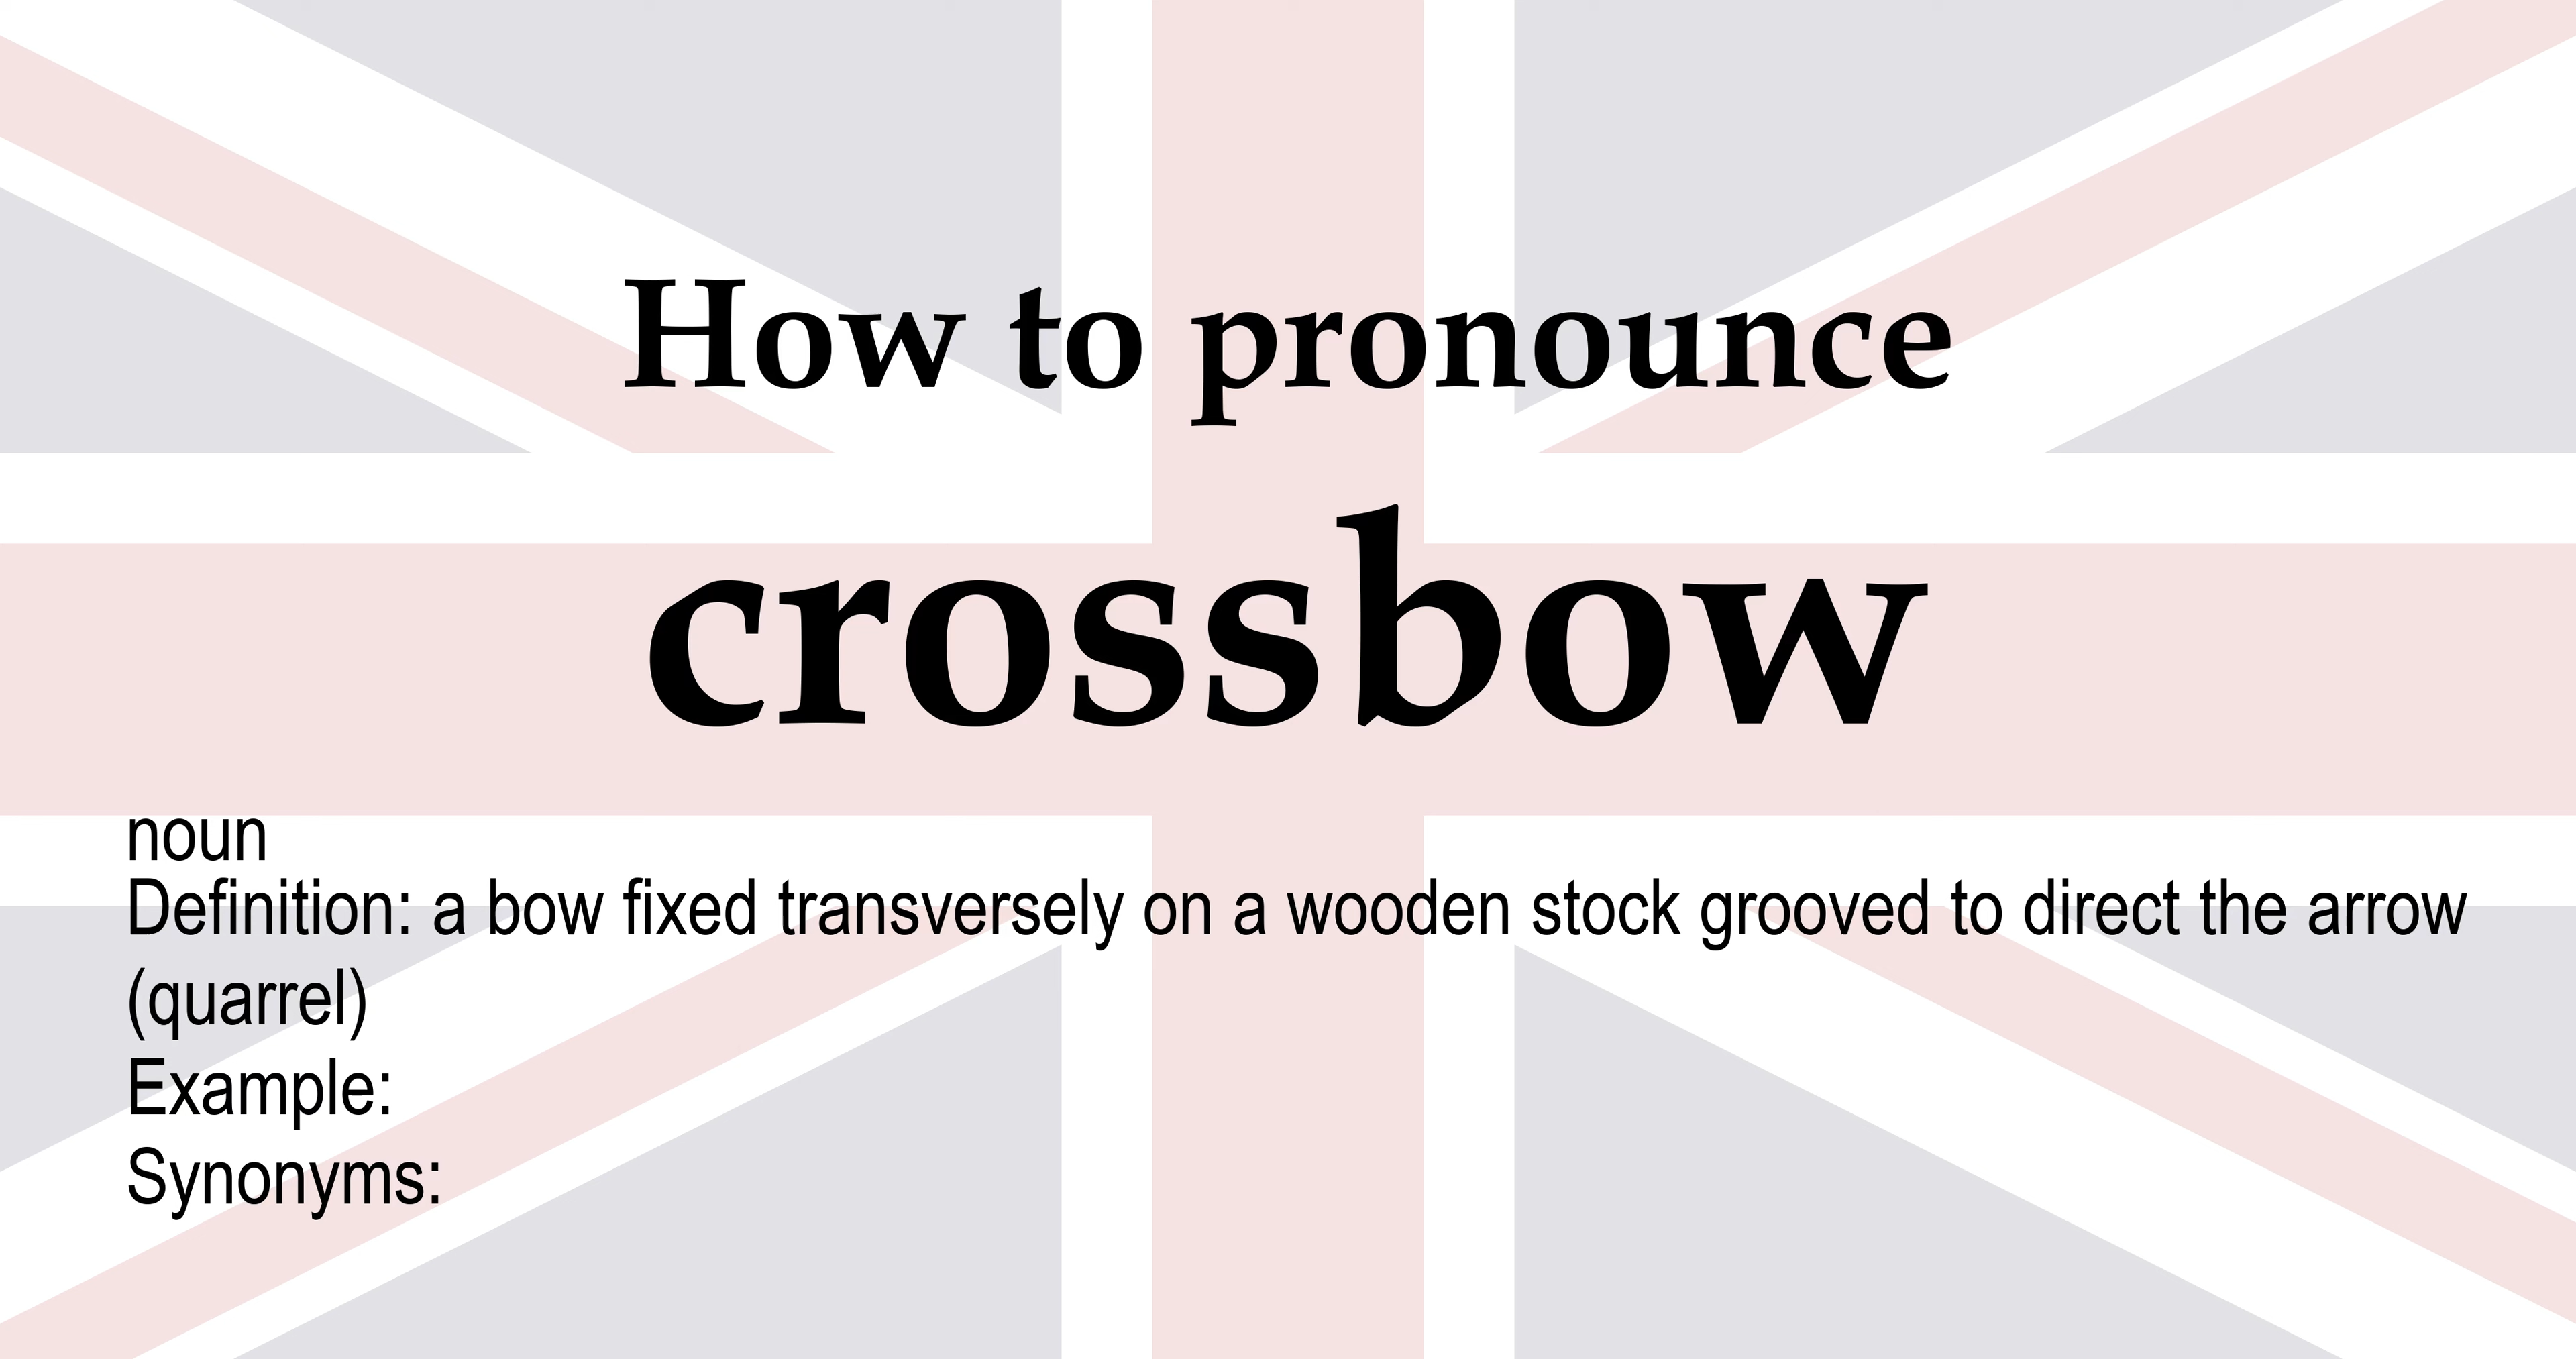 How to pronounce
crossbow
noun
Definition: a bow fixed transversely on a wooden stock grooved to direct the arrow
(quarrel)
Example:
Synonyms: